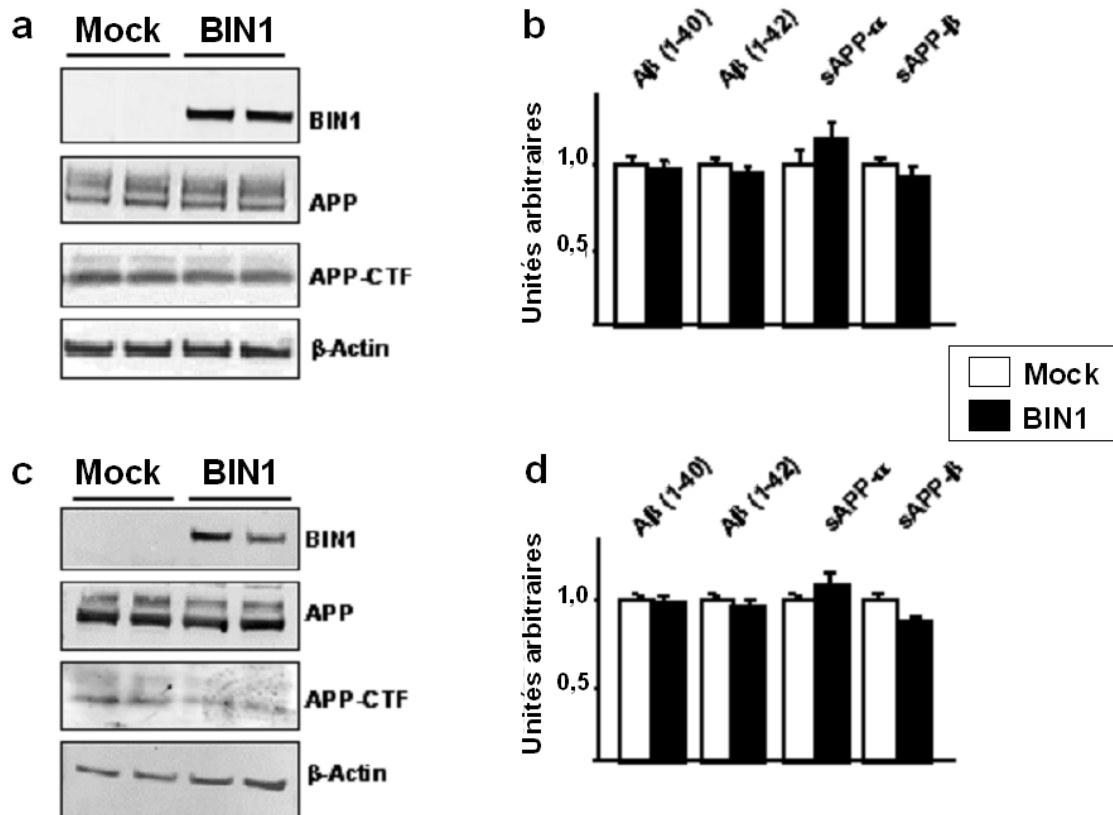 a
Mock BIN1
BIN1
APP
APP-CTF
β-Actin
b
Aβ (1-40) Aβ (1-42) sAPP-α sAPP-β
Unités arbitraires
1,0
0,5
Mock
BIN1
c
Mock BIN1
BIN1
APP
APP-CTF
β-Actin
d
Aβ (1-40) Aβ (1-42) sAPP-α sAPP-β
Unités arbitraires
1,0
0,5